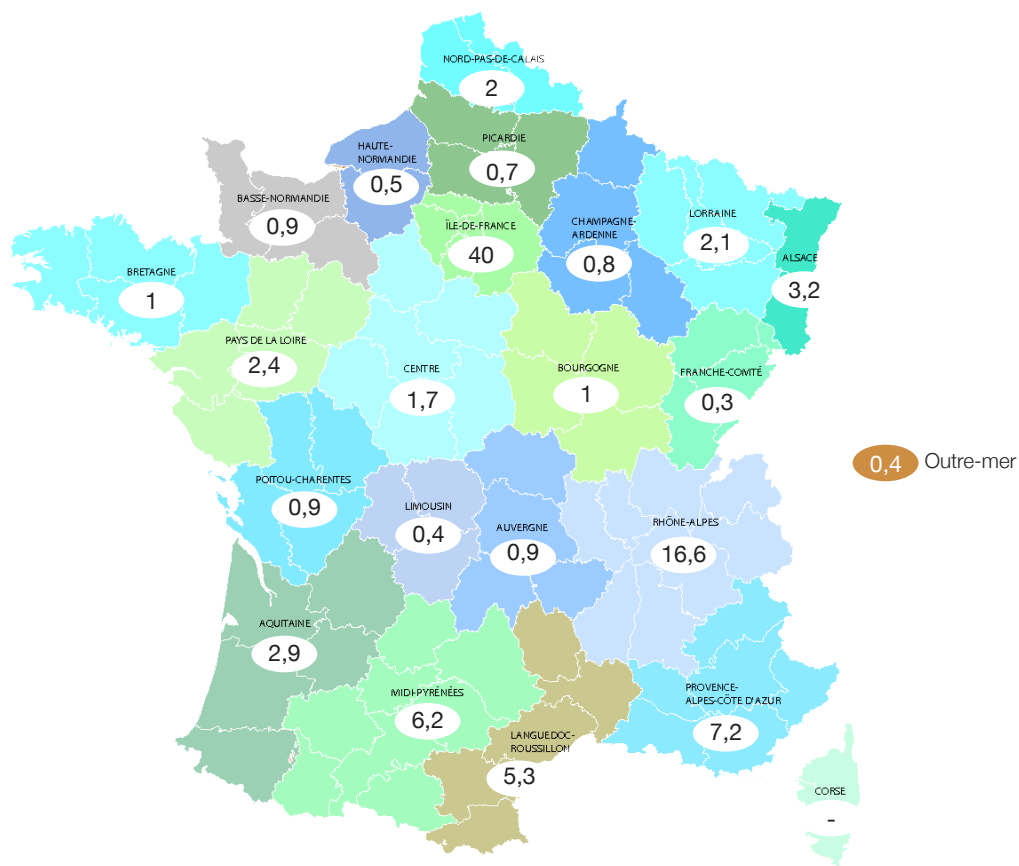 NORD-PAS-DE-CALAIS
2
PICARDIE
0,7
HAUTE-
NORMANDIE
0,5
BASSE-NORMANDIE
0,9
ÎLE-DE-FRANCE
40
CHAMPAGNE-
ARDENNE
0,8
LORRAINE
2,1
ALSACE
3,2
BRETAGNE
1
PAYS DE LA LOIRE
2,4
CENTRE
1,7
BOURGOGNE
1
FRANCHE-COMTÉ
0,3
0,4 Outre-mer
POITOU-CHARENTES
0,9
LIMOUSIN
0,4
AUVERGNE
0,9
RHÔNE-ALPES
16,6
AQUITAINE
2,9
MIDI-PYRÉNÉES
6,2
LANGUEDOC-
ROUSSILLON
5,3
PROVENCE-
ALPES-CÔTE D'AZUR
7,2
CORSE
-